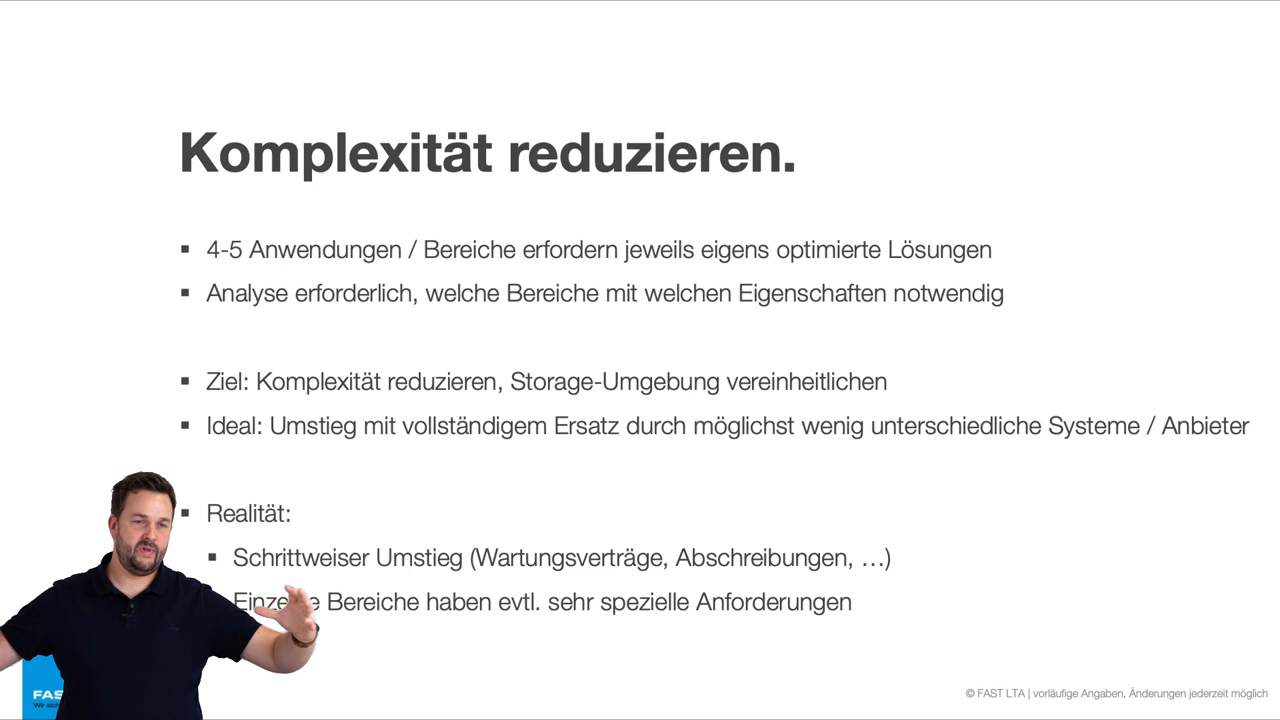 Komplexität reduzieren.
▪ 4-5 Anwendungen / Bereiche erfordern jeweils eigens optimierte Lösungen
▪ Analyse erforderlich, welche Bereiche mit welchen Eigenschaften notwendig
▪ Ziel: Komplexität reduzieren, Storage-Umgebung vereinheitlichen
▪ Ideal: Umstieg mit vollständigem Ersatz durch möglichst wenig unterschiedliche Systeme / Anbieter
▪ Realität:
▪ Schrittweiser Umstieg (Wartungsverträge, Abschreibungen, …)
Bereiche haben evtl. sehr spezielle Anforderungen
FAS
Wir
© FAST LTA | vorläufige Angaben, Änderungen jederzeit möglich